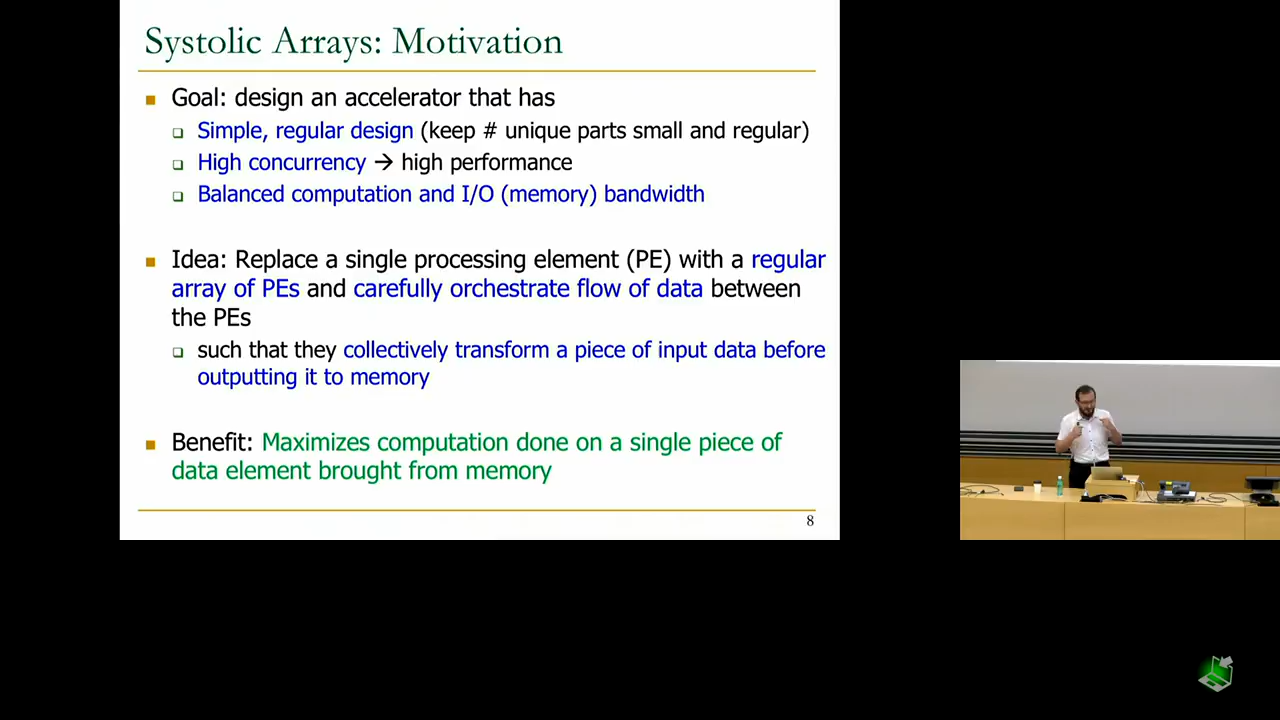 Systolic Arrays: Motivation
Goal: design an accelerator that has
Simple, regular design (keep # unique parts small and regular)
High concurrency → high performance
Balanced computation and I/O (memory) bandwidth
Idea: Replace a single processing element (PE) with a regular
array of PEs and carefully orchestrate flow of data between
the PEs
such that they collectively transform a piece of input data before
outputting it to memory
Benefit: Maximizes computation done on a single piece of
data element brought from memory
8